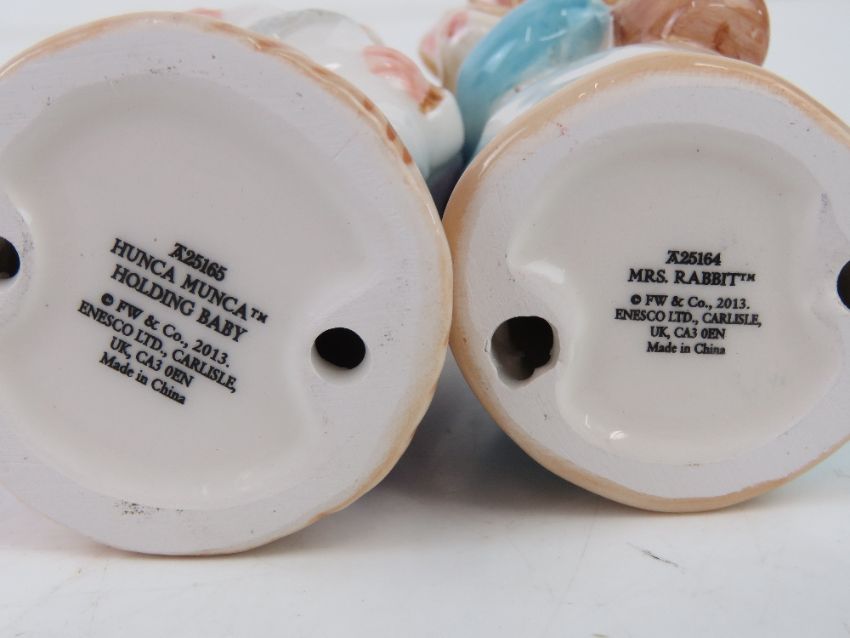 A25165
HUNCA MUNCA™
HOLDING BABY
© FW & Co., 2013.
ENESCO LTD., CARLISLE,
UK, CA3 0EN
Made in China
A25164
MRS. RABBIT™
© FW & Co., 2013.
ENESCO LTD., CARLISLE,
UK, CA3 0EN
Made in China